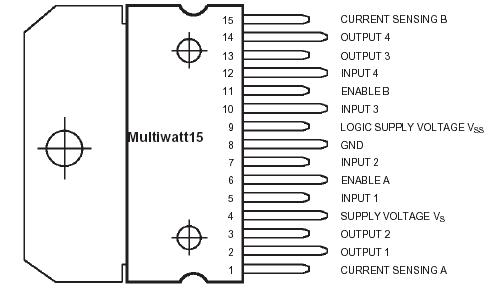 15 CURRENT SENSING B
14 OUTPUT 4
13 OUTPUT 3
12 INPUT 4
11 ENABLE B
10 INPUT 3
9 LOGIC SUPPLY VOLTAGE VSS
Multiwatt15
8 GND
7 INPUT 2
6 ENABLE A
5 INPUT 1
4 SUPPLY VOLTAGE VS
3 OUTPUT 2
2 OUTPUT 1
1 CURRENT SENSING A